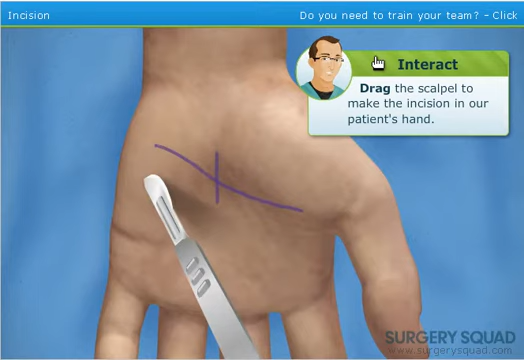 Incision
Do you need to train your team? – Click
Interact
Drag the scalpel to
make the incision in our
patient's hand.
SURGERY SQUAD
www.surgerysquad.com